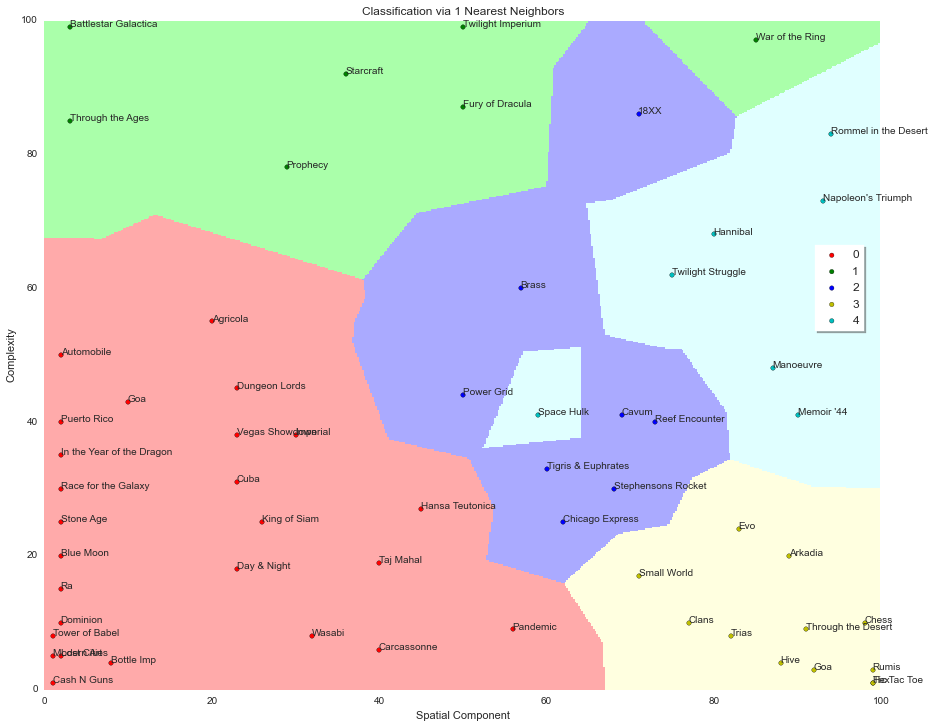 Classification via 1 Nearest Neighbors
100
Battlestar Galactica
Twilight Imperium
War of the Ring
Starcraft
Fury of Dracula
18XX
Through the Ages
Rommel in the Desert
80
Prophecy
Napoleon's Triumph
Hannibal
Twilight Struggle
0
1
2
3
4
60
Brass
Agricola
Complexity
Automobile
Manoeuvre
Dungeon Lords
Power Grid
Goa
Space Hulk
Cavum
Memoir '44
40
Puerto Rico
Reef Encounter
Vegas Showdown
Imperial
In the Year of the Dragon
Tigris & Euphrates
Cuba
Race for the Galaxy
Stephensons Rocket
Hansa Teutonica
Stone Age
King of Siam
Chicago Express
Evo
20
Blue Moon
Arkadia
Taj Mahal
Day & Night
Small World
Ra
Dominion
Clans
Chess
Pandemic
Through the Desert
Tower of Babel
Wasabi
Trias
Carcassonne
Lost Cities
Bottle Imp
Hive
Goa
Rumis
Cash N Guns
Tic Tac Toe
0
0
20
40
60
80
100
Spatial Component